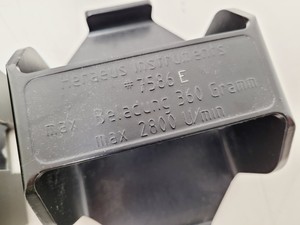 Heraeus Instruments
#7586 E
max Beladung 360 Gramm
max 2800 U/min